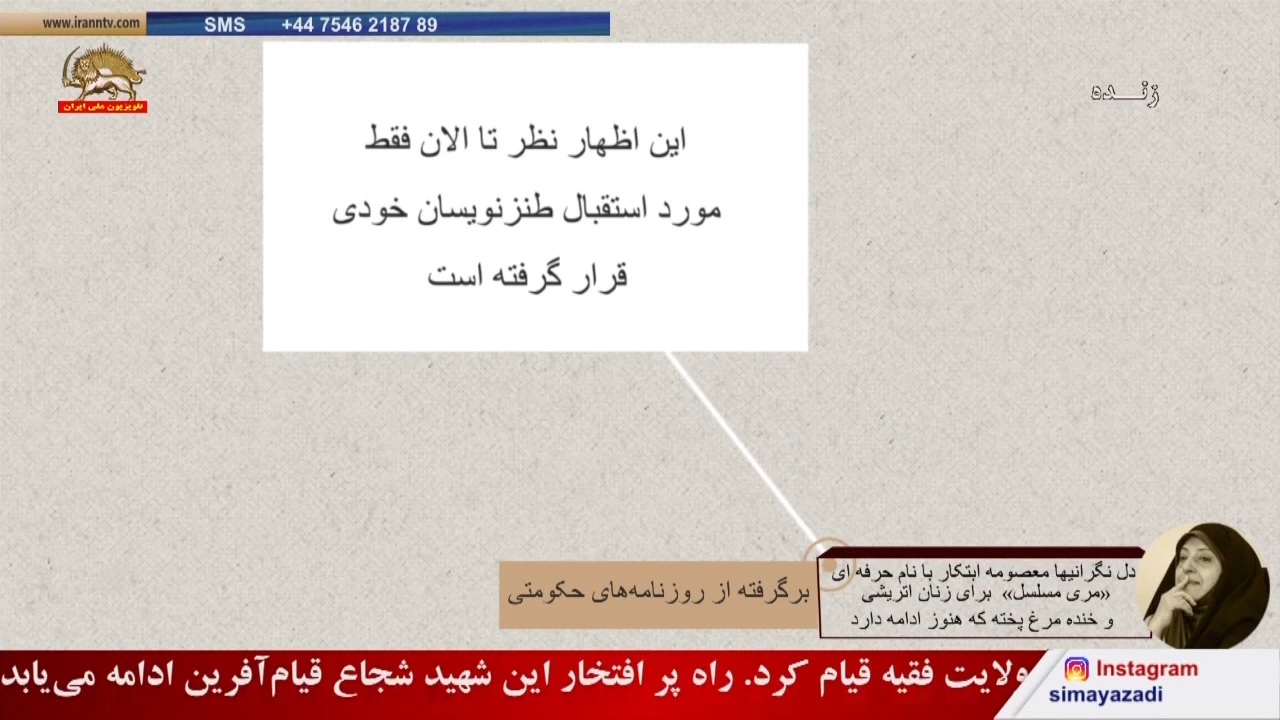 www.iranntv.com
SMS +44 7546 2187 89
تلویزیون ملی ایران
زنده
این اظهار نظر تا الان فقط
مورد استقبال طنزنویسان خودی
قرار گرفته است
برگرفته از روزنامه‌های حکومتی
دل نگرانیها معصومه ابتکار با نام حرفه ای
«مری مسلسل» برای زنان اتریشی
و خنده مرغ پخته که هنوز ادامه دارد
ولایت فقیه قیام کرد. راه پر افتخار این شهید شجاع قیام‌آفرین ادامه می‌یابد
Instagram
simayazadi